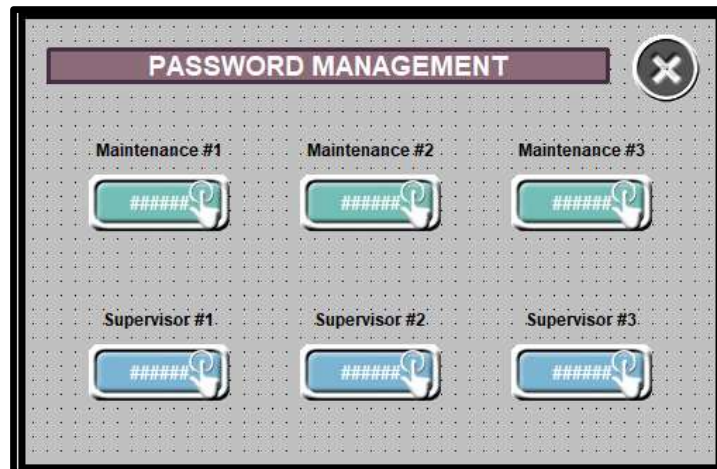 PASSWORD MANAGEMENT
Maintenance #1 Maintenance #2 Maintenance #3
###### ###### ######
Supervisor #1 Supervisor #2 Supervisor #3
###### ###### ######